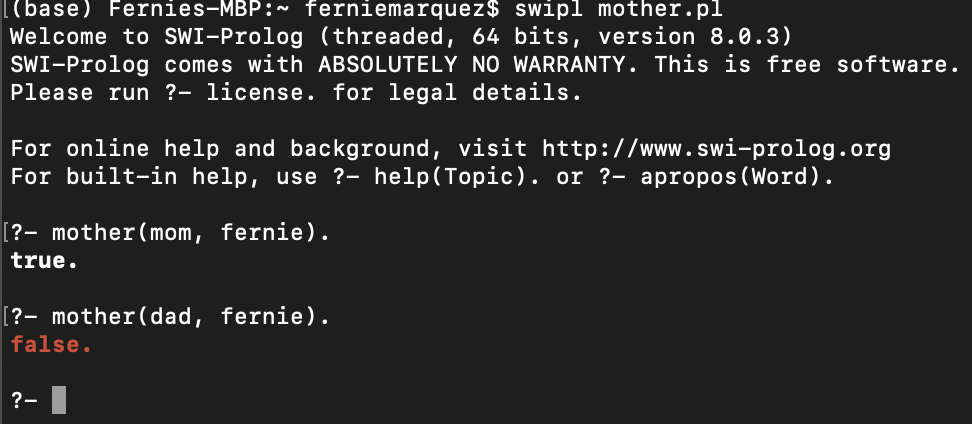 [(base) Fernies-MBP:~ ferniemarquez$ swipl mother.pl
Welcome to SWI-Prolog (threaded, 64 bits, version 8.0.3)
SWI-Prolog comes with ABSOLUTELY NO WARRANTY. This is free software.
Please run ?- license. for legal details.

For online help and background, visit http://www.swi-prolog.org
For built-in help, use ?- help(Topic). or ?- apropos(Word).

[?- mother(mom, fernie).
true.

[?- mother(dad, fernie).
false.

?-